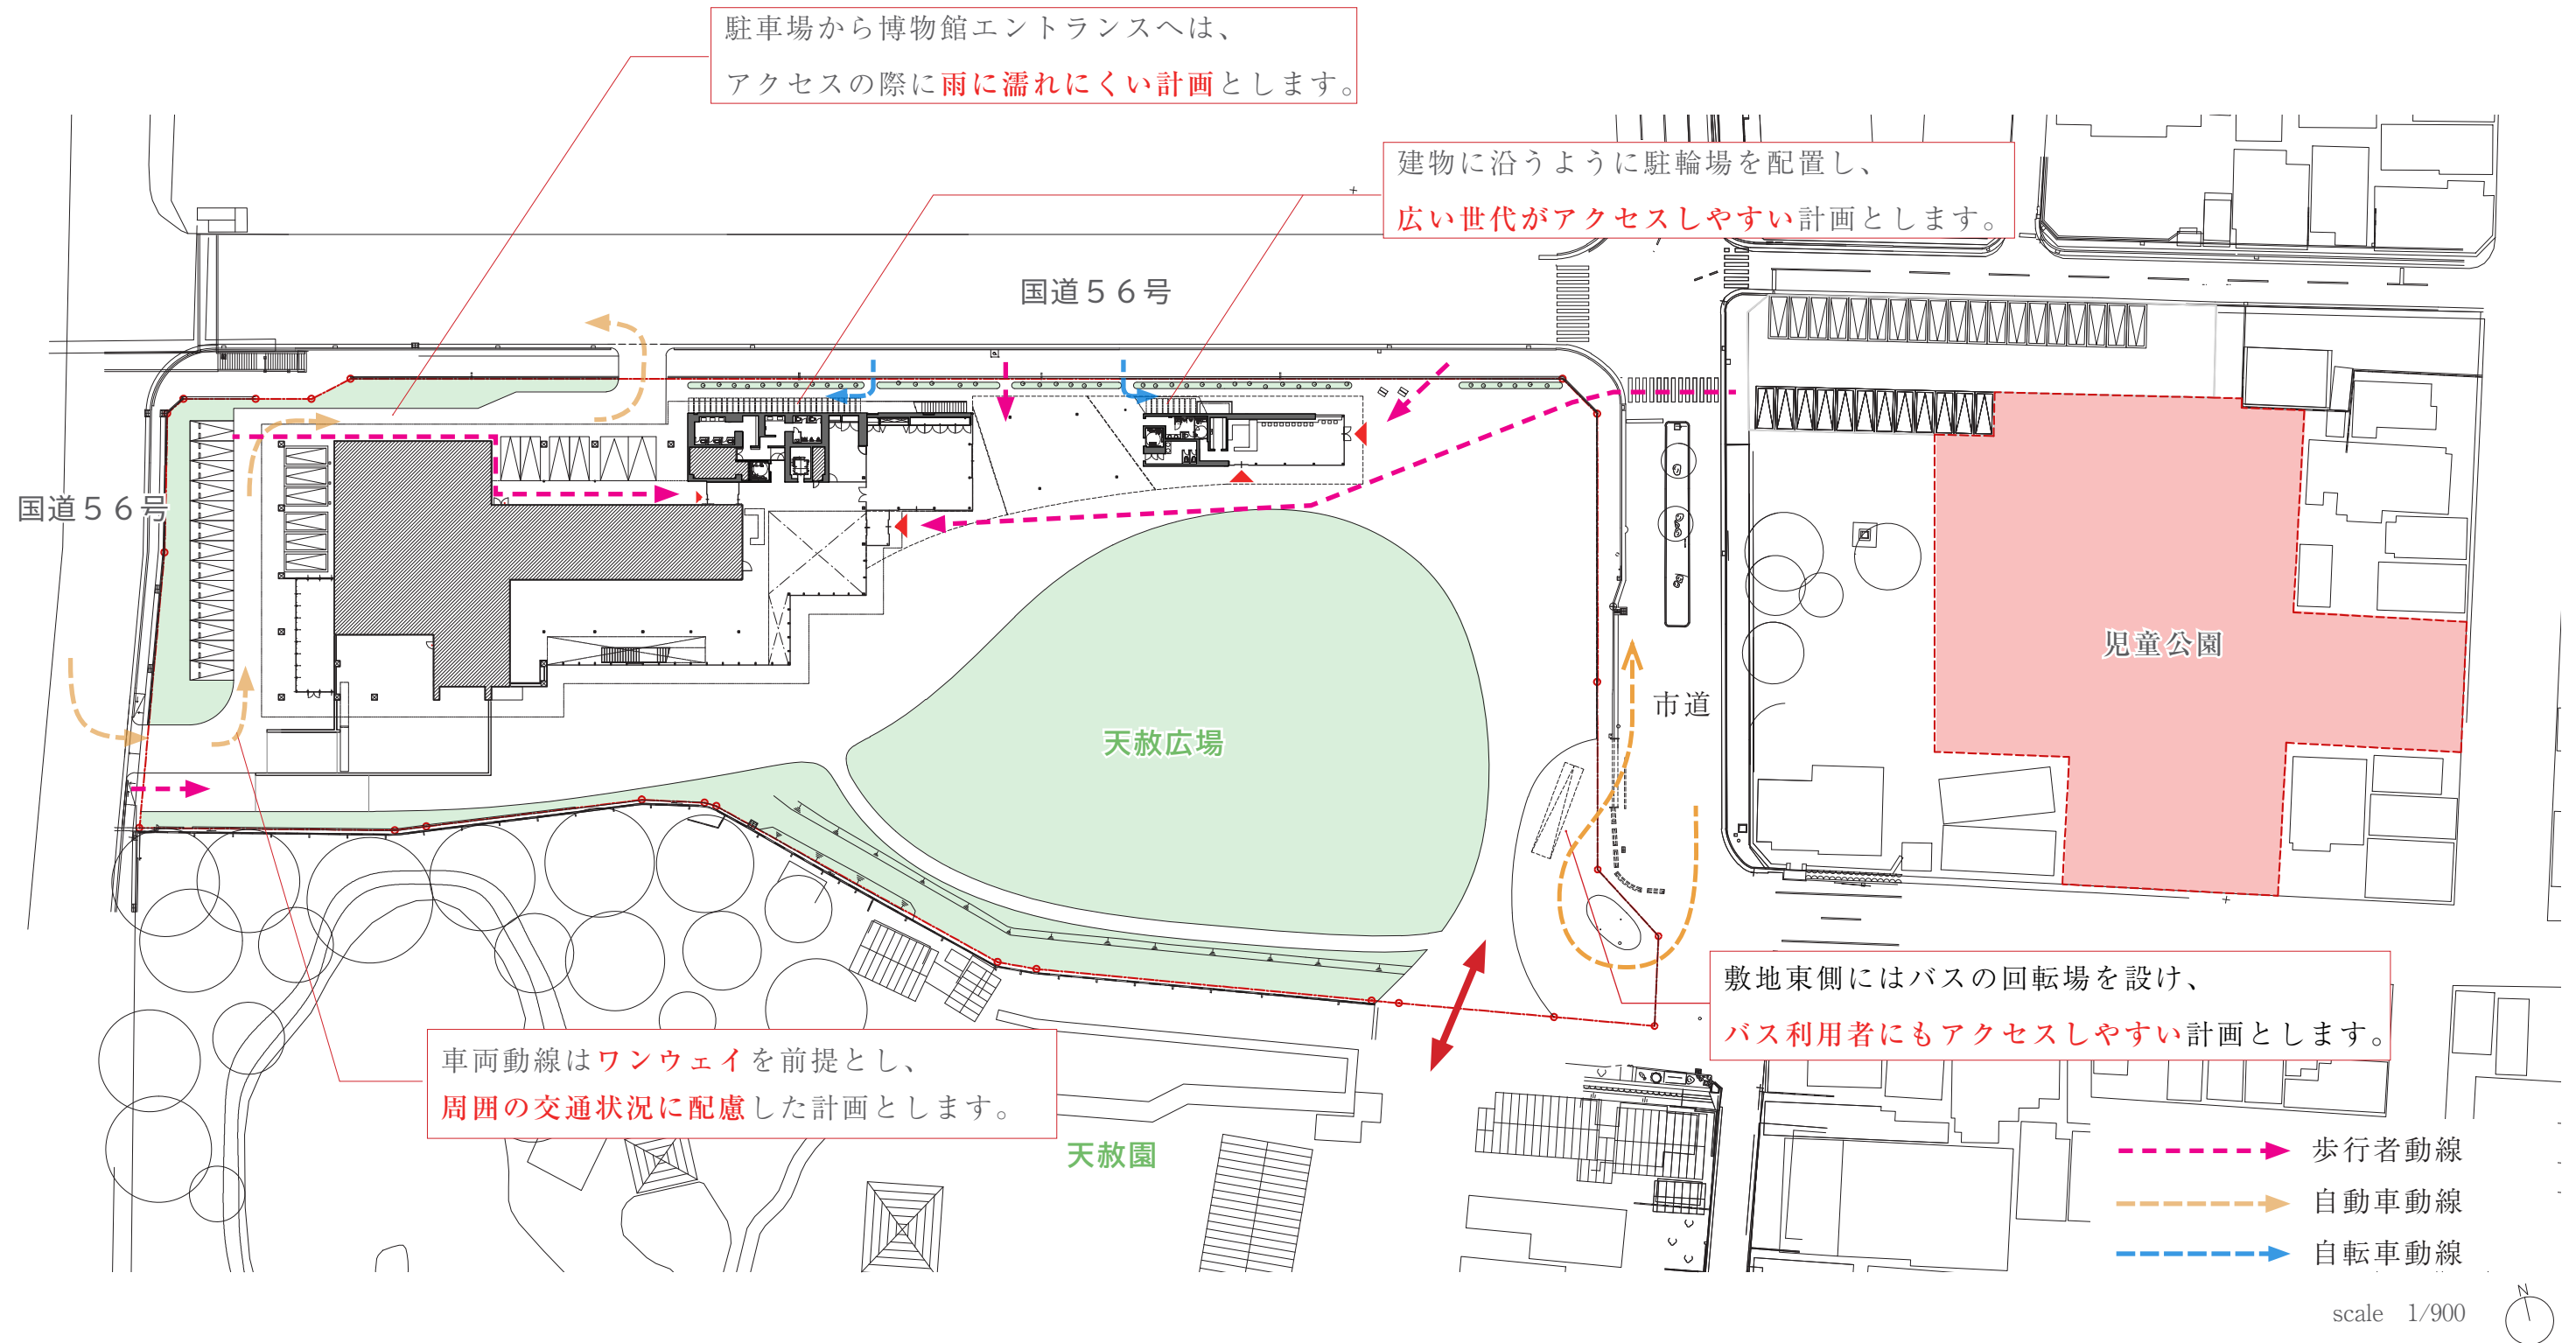 駐車場から博物館エントランスへは、
アクセスの際に雨に濡れにくい計画とします。
建物に沿うように駐輪場を配置し、
広い世代がアクセスしやすい計画とします。
国道５６号
国道５６号
児童公園
市道
天赦広場
敷地東側にはバスの回転場を設け、
バス利用者にもアクセスしやすい計画とします。
車両動線はワンウェイを前提とし、
周囲の交通状況に配慮した計画とします。
天赦園
歩行者動線
自動車動線
自転車動線
scale 1/900
N